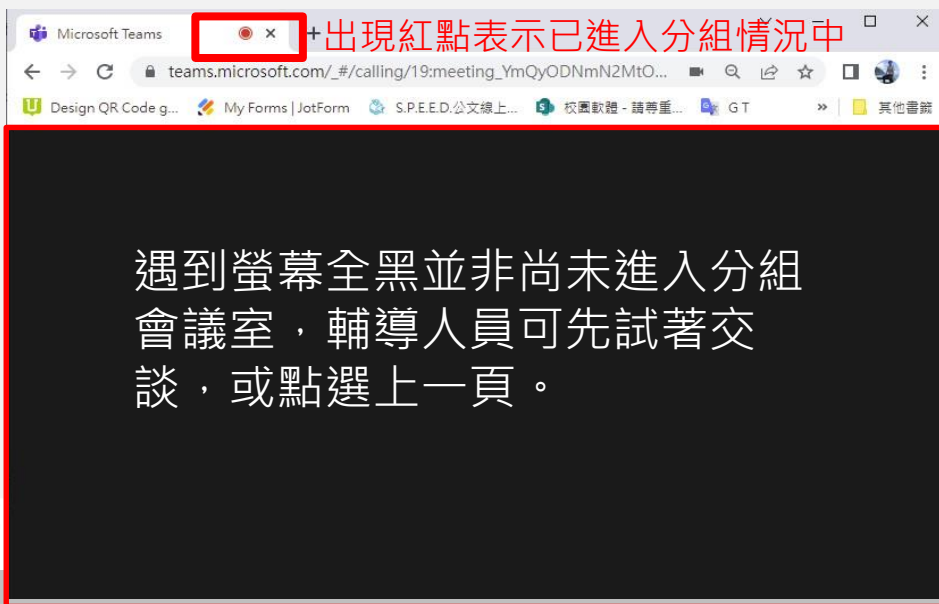 Microsoft Teams
出現紅點表示已進入分組情況中
teams.microsoft.com/_#/calling/19:meeting_YmQyODNmN2MtO...
Design QR Code g... My Forms | JotForm S.P.E.E.D.公文線上... 校園軟體 - 請尊重... G T » 其他書籤
遇到螢幕全黑並非尚未進入分組
會議室，輔導人員可先試著交
談，或點選上一頁。